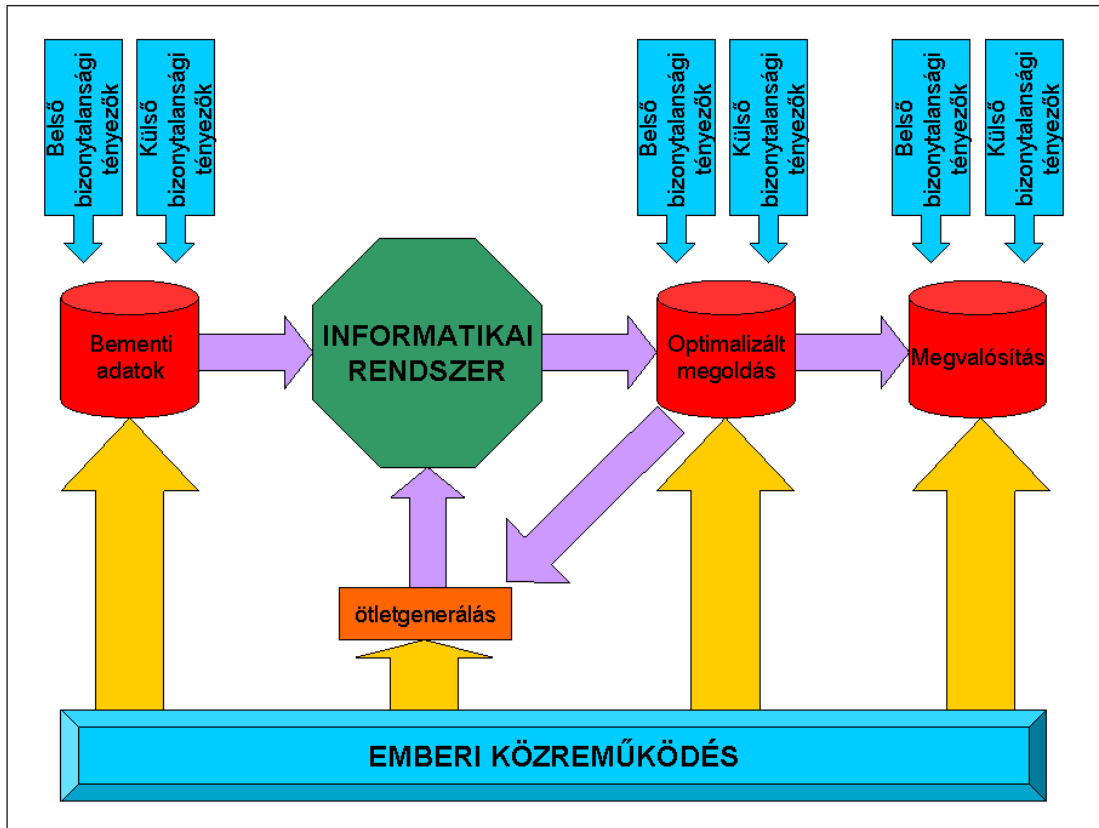 Belső
bizonytalansági
tényezők
Külső
bizonytalansági
tényezők
Belső
bizonytalansági
tényezők
Külső
bizonytalansági
tényezők
Belső
bizonytalansági
tényezők
Külső
bizonytalansági
tényezők
Bementi
adatok
INFORMATIKAI
RENDSZER
Optimalizált
megoldás
Megvalósítás
ötletgenerálás
EMBERI KÖZREMŰKÖDÉS